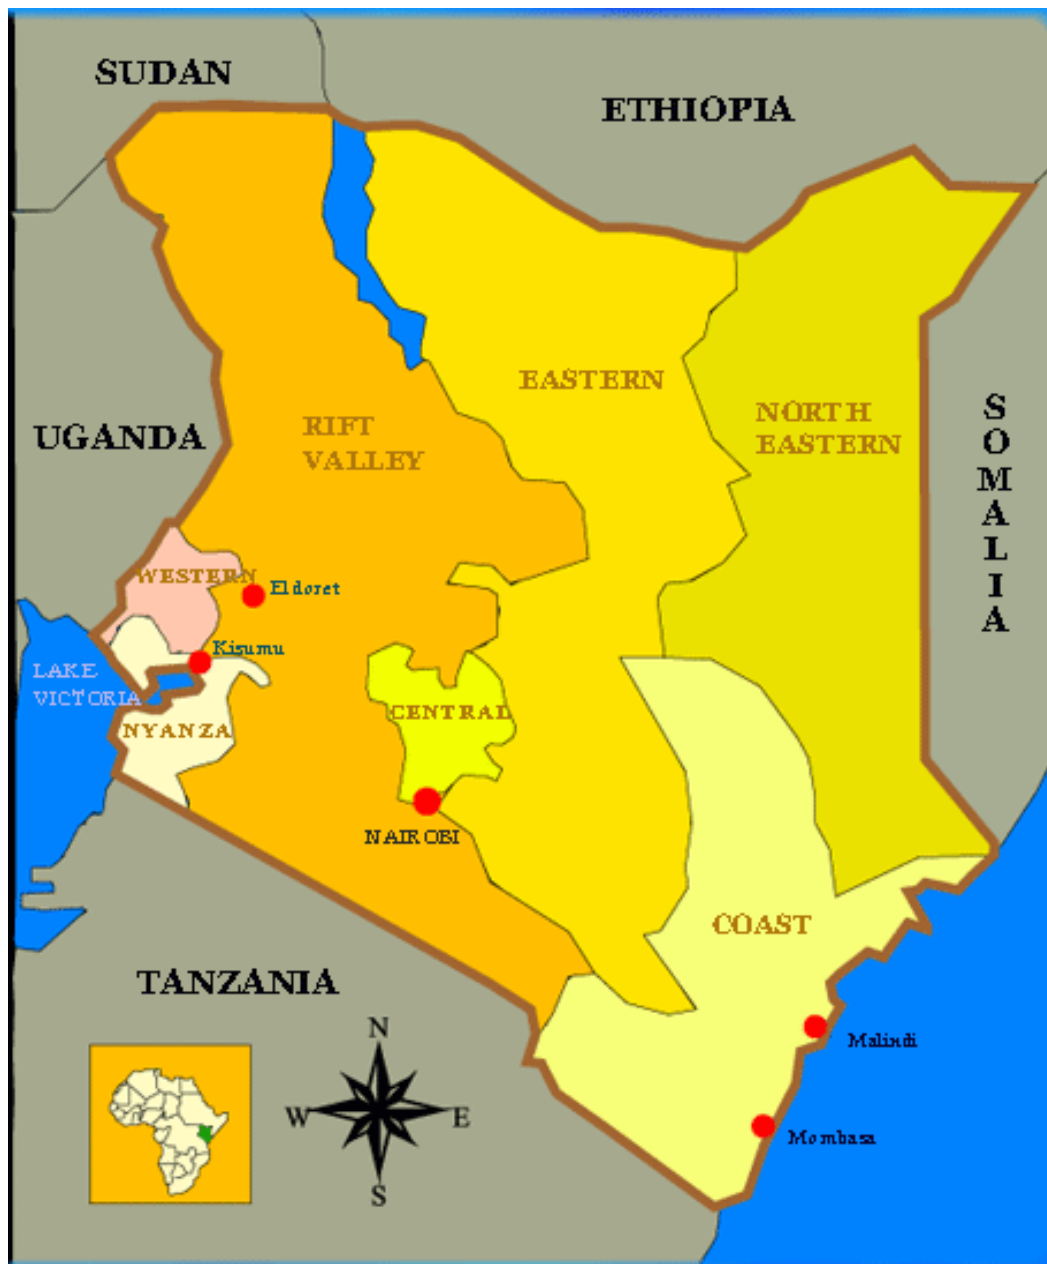 SUDAN
ETHIOPIA
EASTERN
NORTH
EASTERN
RIFT
VALLEY
UGANDA
SOMALIA
WESTERN
Eldoret
Kisumu
LAKE
VICTORIA
NYANZA
CENTRAL
NAIROBI
COAST
TANZANIA
Malindi
N
W
E
S
Mombasa